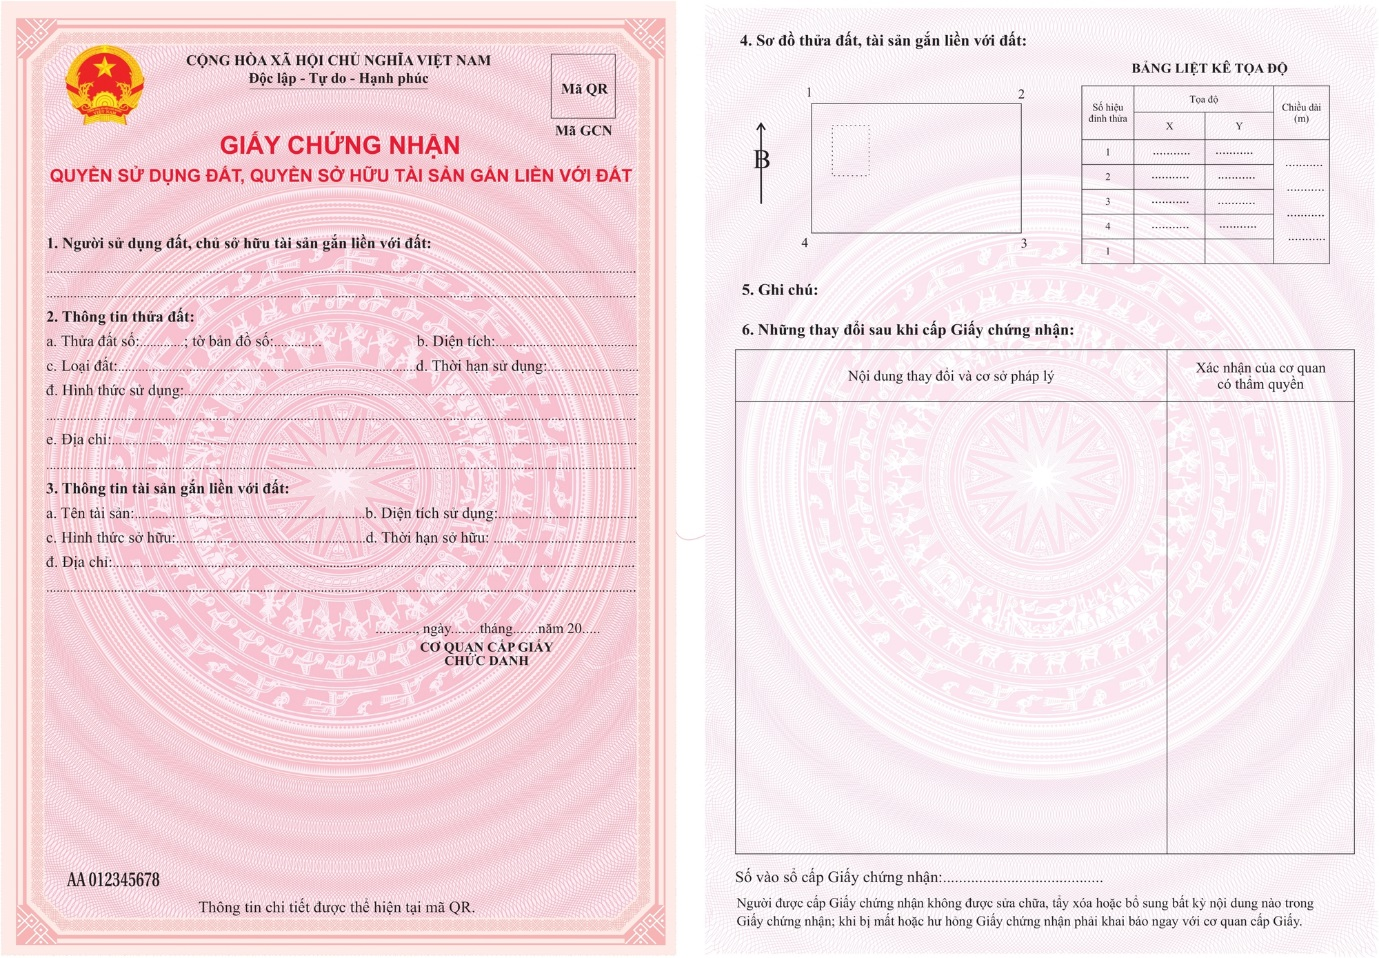 CỘNG HÒA XÃ HỘI CHỦ NGHĨA VIỆT NAM
Độc lập - Tự do - Hạnh phúc
Mã QR
Mã GCN
GIẤY CHỨNG NHẬN
QUYỀN SỬ DỤNG ĐẤT, QUYỀN SỞ HỮU TÀI SẢN GẮN LIỀN VỚI ĐẤT
1. Người sử dụng đất, chủ sở hữu tài sản gắn liền với đất:
2. Thông tin thửa đất:
a. Thửa đất số:...........; tờ bản đồ số:............ b. Diện tích:....................................
c. Loại đất:........................................ d. Thời hạn sử dụng:.......................
đ. Hình thức sử dụng:....................................
e. Địa chỉ:....................................
3. Thông tin tài sản gắn liền với đất:
a. Tên tài sản:.................................... b. Diện tích sử dụng:....................................
c. Hình thức sở hữu:.................................... d. Thời hạn sở hữu: ....................................
đ. Địa chỉ:....................................
............, ngày........tháng.......năm 20.....
CƠ QUAN CẤP GIẤY
CHỨC DANH
AA 012345678
Thông tin chi tiết được thể hiện tại mã QR.
4. Sơ đồ thửa đất, tài sản gắn liền với đất:
1 2
B
4 3
BẢNG LIỆT KÊ TỌA ĐỘ
Số hiệu đỉnh thửa Tọa độ Chiều dài (m)
X Y
1 ........... ...........
2 ........... ...........
3 ........... ...........
4 ........... ...........
1
5. Ghi chú:
6. Những thay đổi sau khi cấp Giấy chứng nhận:
Nội dung thay đổi và cơ sở pháp lý
Xác nhận của cơ quan
có thẩm quyền
Số vào sổ cấp Giấy chứng nhận:........................................
Người được cấp Giấy chứng nhận không được sửa chữa, tẩy xóa hoặc bổ sung bất kỳ nội dung nào trong
Giấy chứng nhận; khi bị mất hoặc hư hỏng Giấy chứng nhận phải khai báo ngay với cơ quan cấp Giấy.